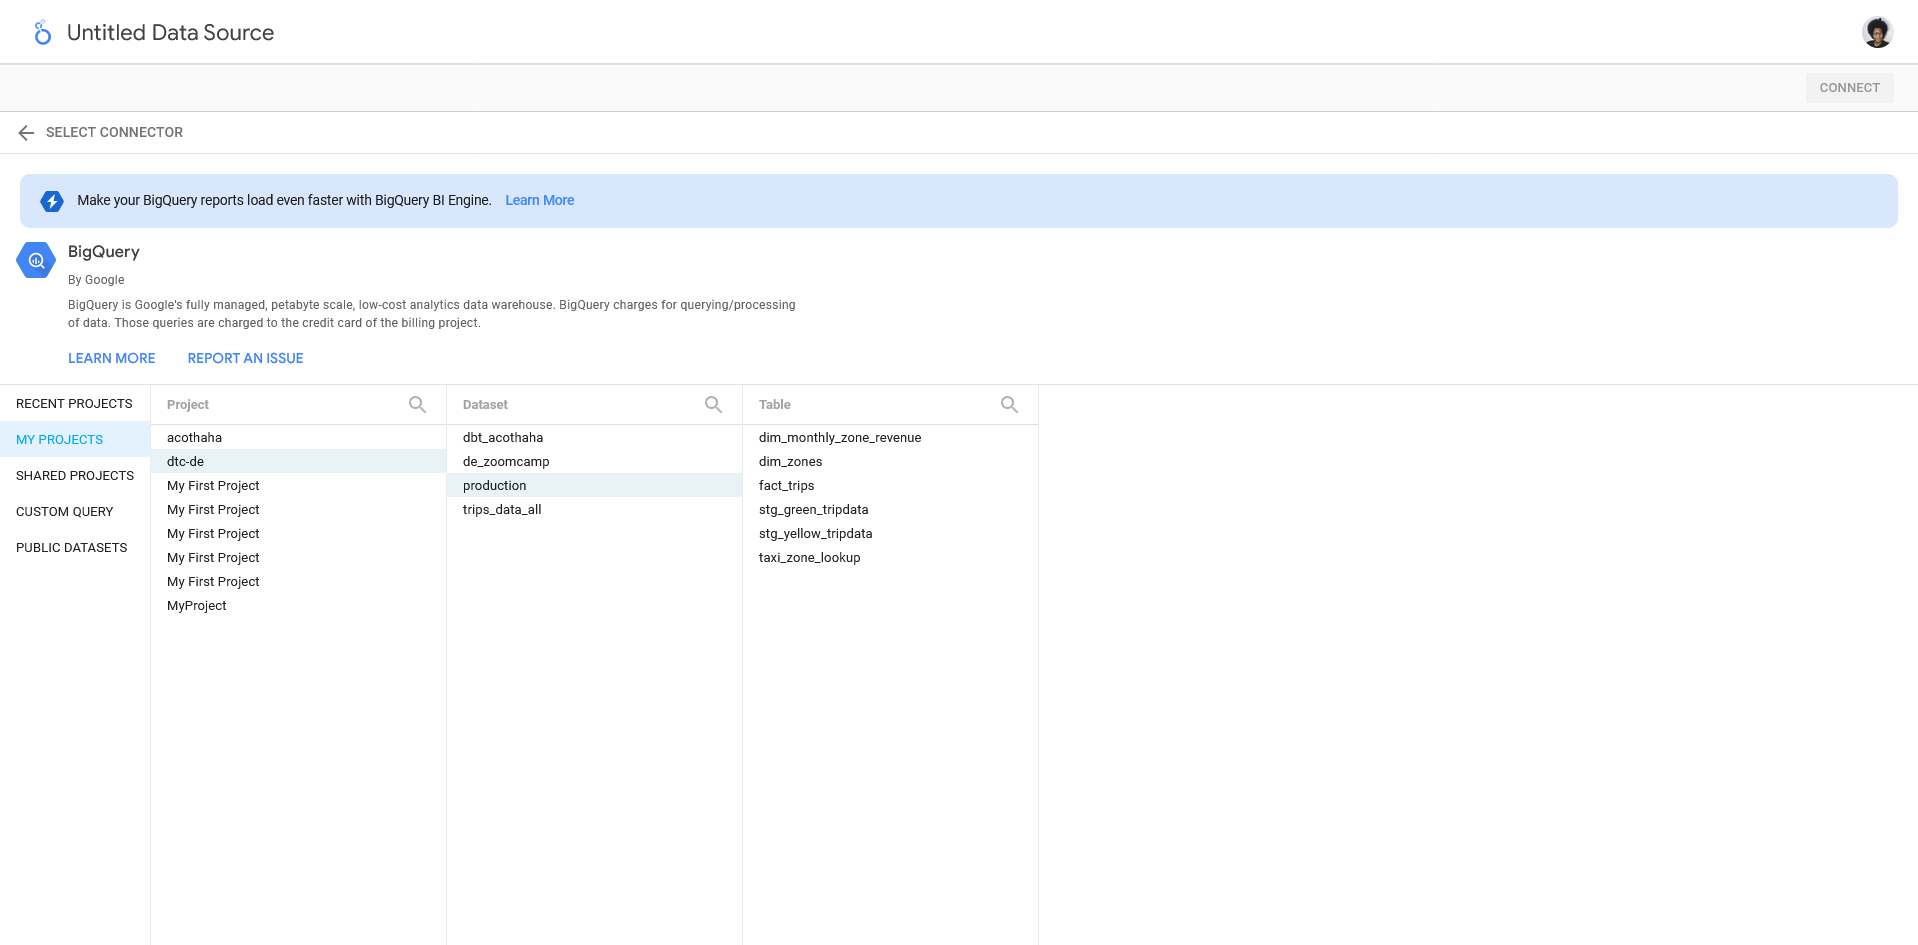 Untitled Data Source
CONNECT
SELECT CONNECTOR
Make your BigQuery reports load even faster with BigQuery BI Engine. Learn More
BigQuery
By Google
BigQuery is Google's fully managed, petabyte scale, low-cost analytics data warehouse. BigQuery charges for querying/processing
of data. Those queries are charged to the credit card of the billing project.
LEARN MORE REPORT AN ISSUE
RECENT PROJECTS
MY PROJECTS
SHARED PROJECTS
CUSTOM QUERY
PUBLIC DATASETS
Project
acothaha
dtc-de
My First Project
My First Project
My First Project
My First Project
My First Project
MyProject
Dataset
dbt_acothaha
de_zoomcamp
production
trips_data_all
Table
dim_monthly_zone_revenue
dim_zones
fact_trips
stg_green_tripdata
stg_yellow_tripdata
taxi_zone_lookup